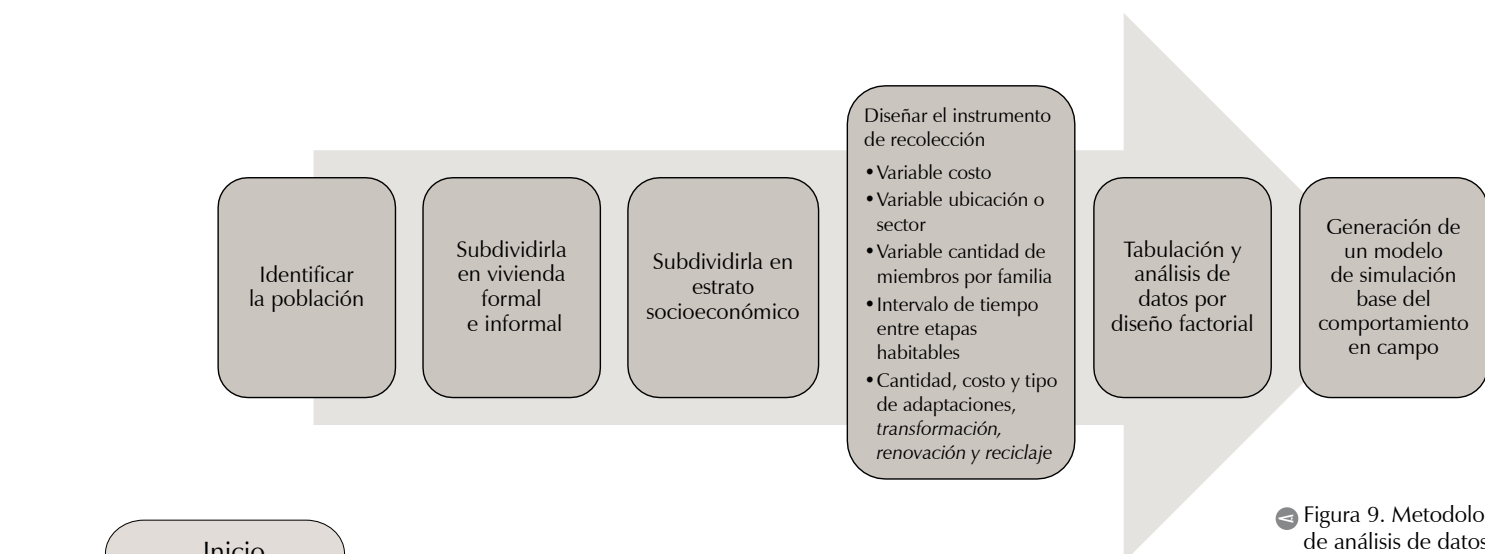 Identificar
la población
Subdividirla
en vivienda
formal
e informal
Subdividirla en
estrato
socioeconómico
Diseñar el instrumento
de recolección
•Variable costo
•Variable ubicación o
sector
•Variable cantidad de
miembros por familia
•Intervalo de tiempo
entre etapas
habitables
•Cantidad, costo y tipo
de adaptaciones,
transformación,
renovación y reciclaje
Tabulación y
análisis de
datos por
diseño factorial
Generación de
un modelo
de simulación
base del
comportamiento
en campo
Figura 9. Metodolo
de análisis de datos
Inicio